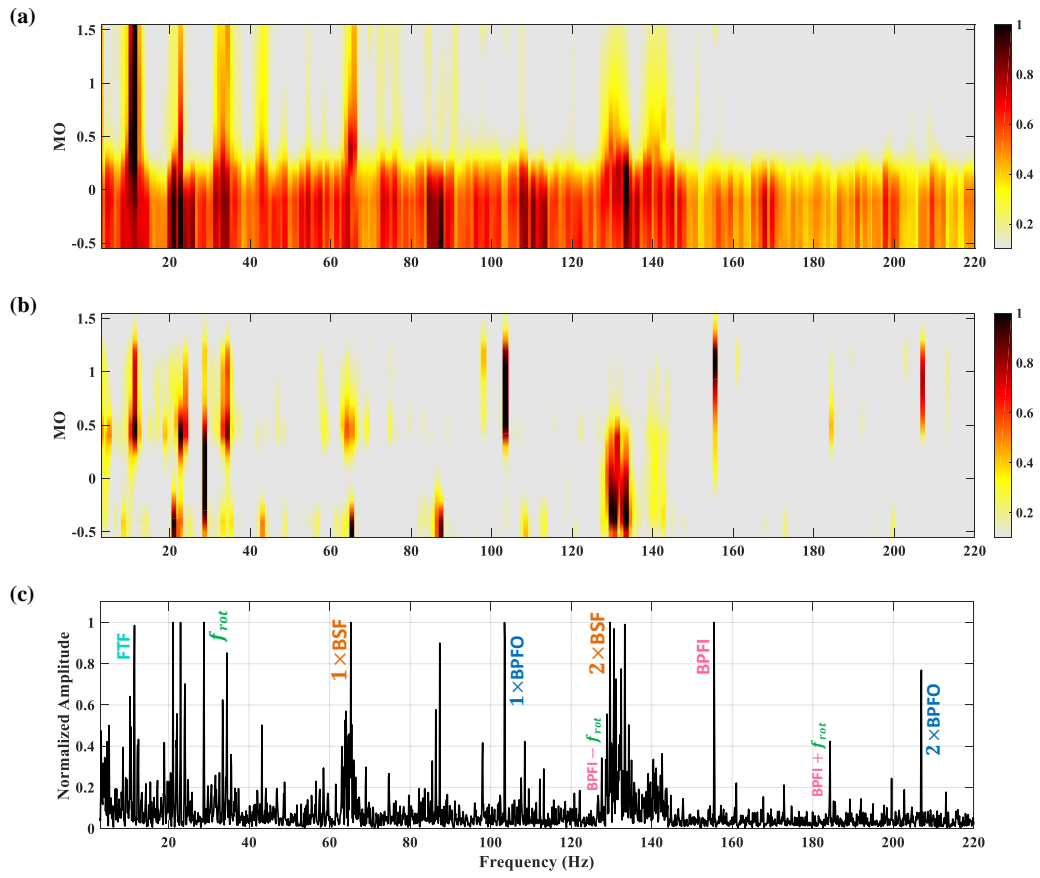 (a)
MO
1.5
1
0.5
0
-0.5
20 40 60 80 100 120 140 160 180 200 220
1
0.8
0.6
0.4
0.2
(b)
MO
1.5
1
0.5
0
-0.5
20 40 60 80 100 120 140 160 180 200 220
1
0.8
0.6
0.4
0.2
(c)
Normalized Amplitude
1
0.8
0.6
0.4
0.2
0
FTF
f_rot
1×BSF
1×BPFO
BPFI − f_rot
2×BSF
BPFI
BPFI + f_rot
2×BPFO
20 40 60 80 100 120 140 160 180 200 220
Frequency (Hz)